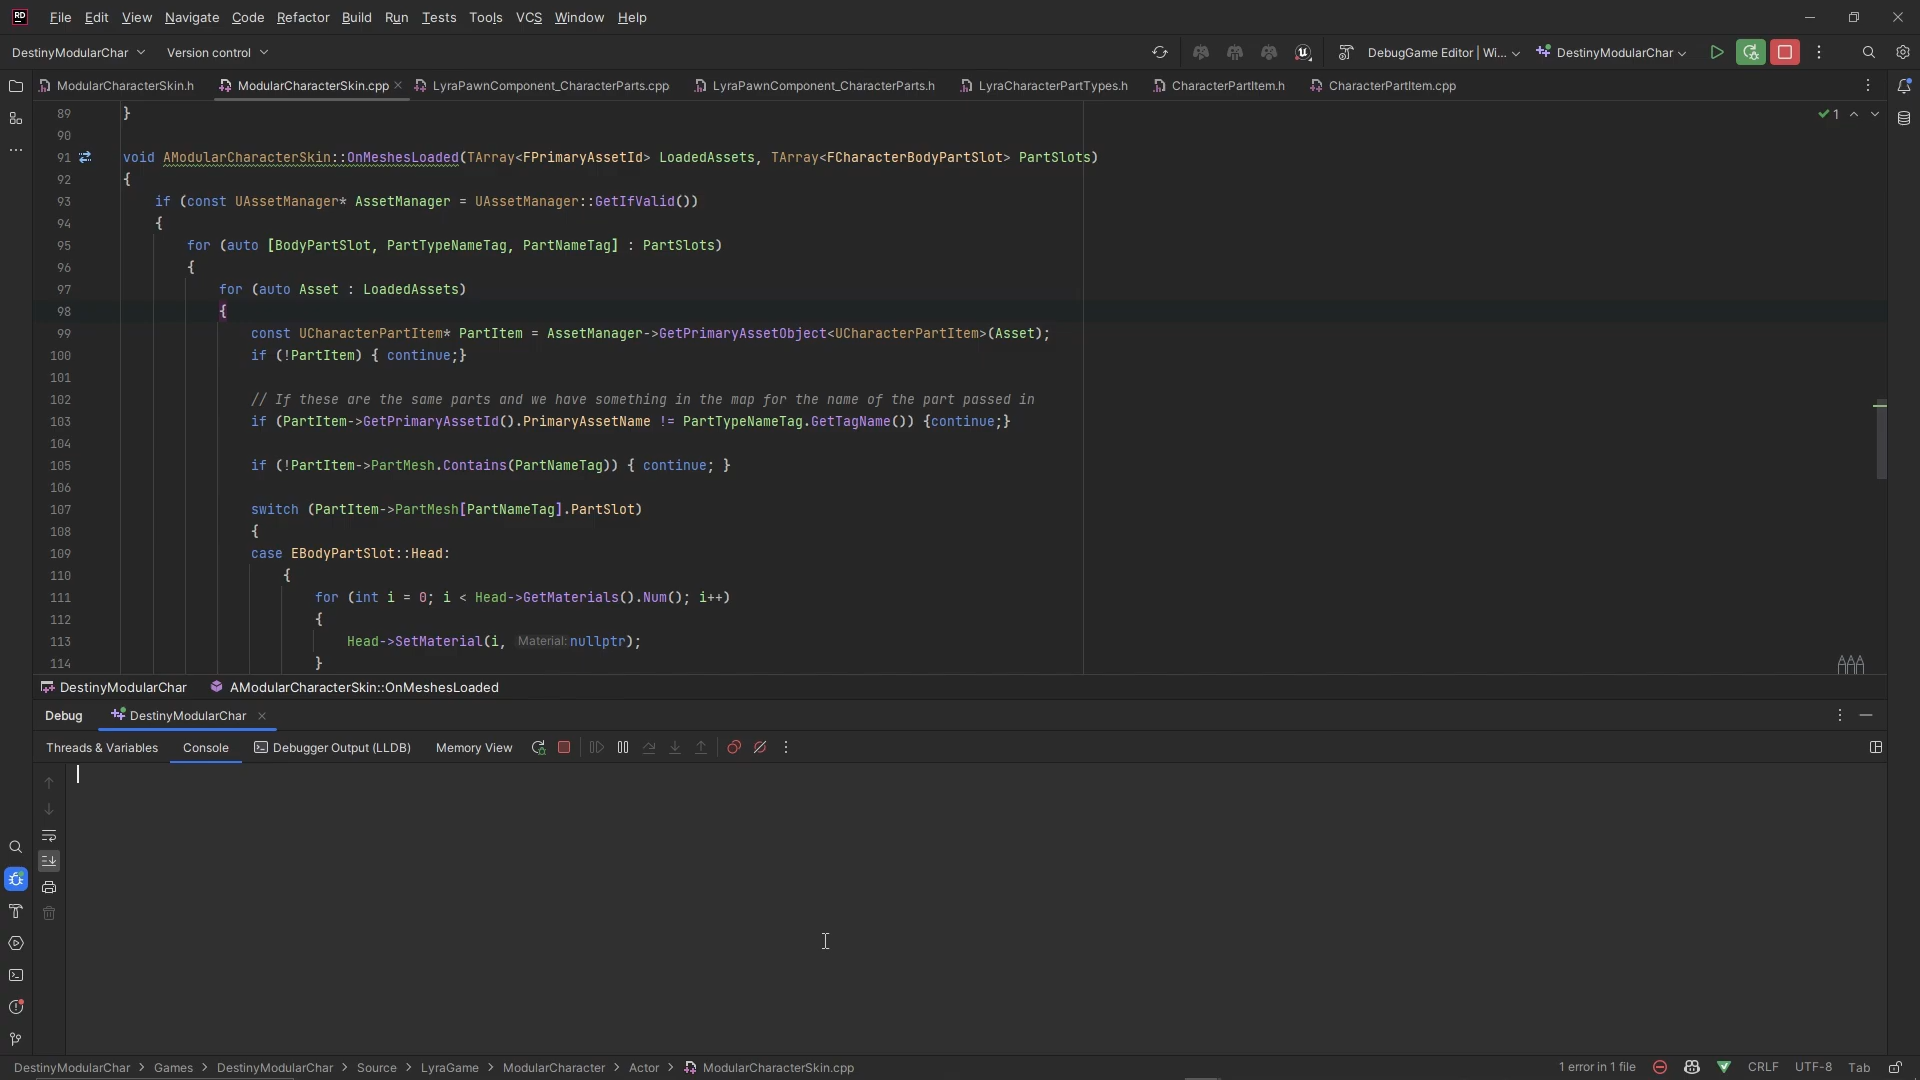 RD File Edit View Navigate Code Refactor Build Run Tests Tools VCS Window Help
DestinyModularChar Version control DebugGame Editor | Wi... DestinyModularChar
ModularCharacterSkin.h ModularCharacterSkin.cpp LyraPawnComponent_CharacterParts.cpp LyraPawnComponent_CharacterParts.h LyraCharacterPartTypes.h CharacterPartItem.h CharacterPartItem.cpp
89 }
1
90
91 void AModularCharacterSkin::OnMeshesLoaded(TArray<FPrimaryAssetId> LoadedAssets, TArray<FCharacterBodyPartSlot> PartSlots)
92 {
93 if (const UAssetManager* AssetManager = UAssetManager::GetIfValid())
94 {
95 for (auto [BodyPartSlot, PartTypeNameTag, PartNameTag] : PartSlots)
96 {
97 for (auto Asset : LoadedAssets)
98 {
99 const UCharacterPartItem* PartItem = AssetManager->GetPrimaryAssetObject<UCharacterPartItem>(Asset);
100 if (!PartItem) { continue;}
101
102 // If these are the same parts and we have something in the map for the name of the part passed in
103 if (PartItem->GetPrimaryAssetId().PrimaryAssetName != PartTypeNameTag.GetTagName()) {continue;}
104
105 if (!PartItem->PartMesh.Contains(PartNameTag)) { continue; }
106
107 switch (PartItem->PartMesh[PartNameTag].PartSlot)
108 {
109 case EBodyPartSlot::Head:
110 {
111 for (int i = 0; i < Head->GetMaterials().Num(); i++)
112 {
113 Head->SetMaterial(i, Material: nullptr);
114 }
DestinyModularChar AModularCharacterSkin::OnMeshesLoaded
Debug DestinyModularChar
Threads & Variables Console Debugger Output (LLDB) Memory View
DestinyModularChar > Games > DestinyModularChar > Source > LyraGame > ModularCharacter > Actor > ModularCharacterSkin.cpp 1 error in 1 file CRLF UTF-8 Tab